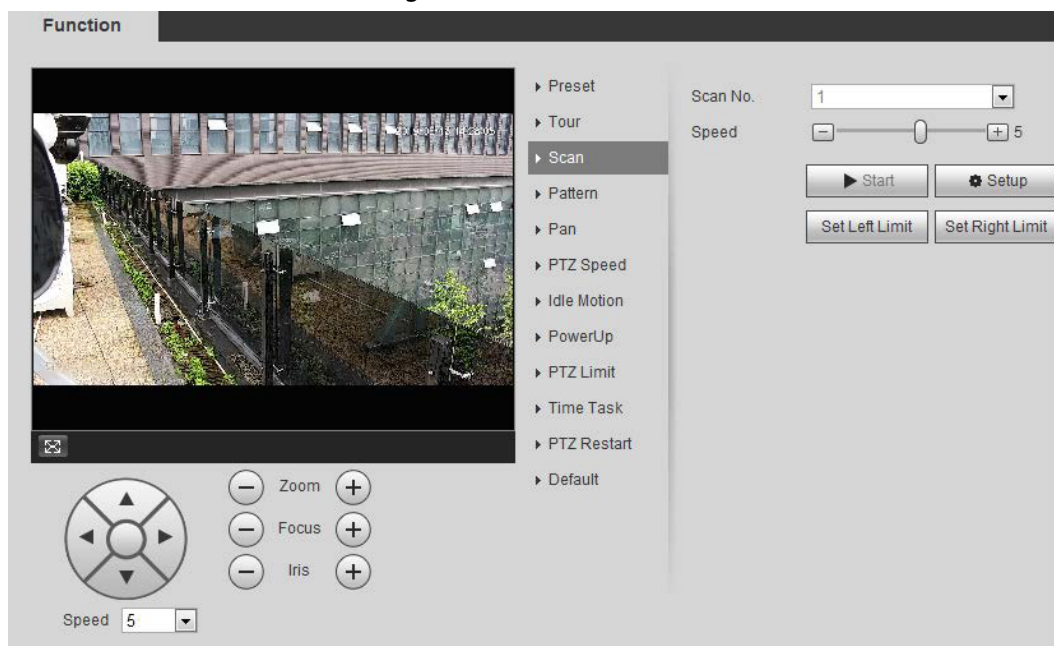 Function
Preset
Tour
Scan
Pattern
Pan
PTZ Speed
Idle Motion
PowerUp
PTZ Limit
Time Task
PTZ Restart
Default
Scan No. 1
Speed 5
Start Setup
Set Left Limit Set Right Limit
Zoom
Focus
Iris
Speed 5